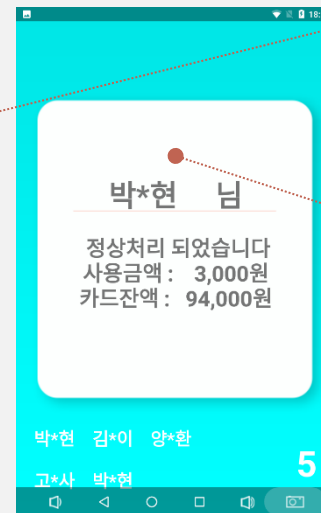 18:
박*현 님
정상처리 되었습니다
사용금액 : 3,000원
카드잔액 : 94,000원
박*현 김*이 양*환
5
고*사 박*현